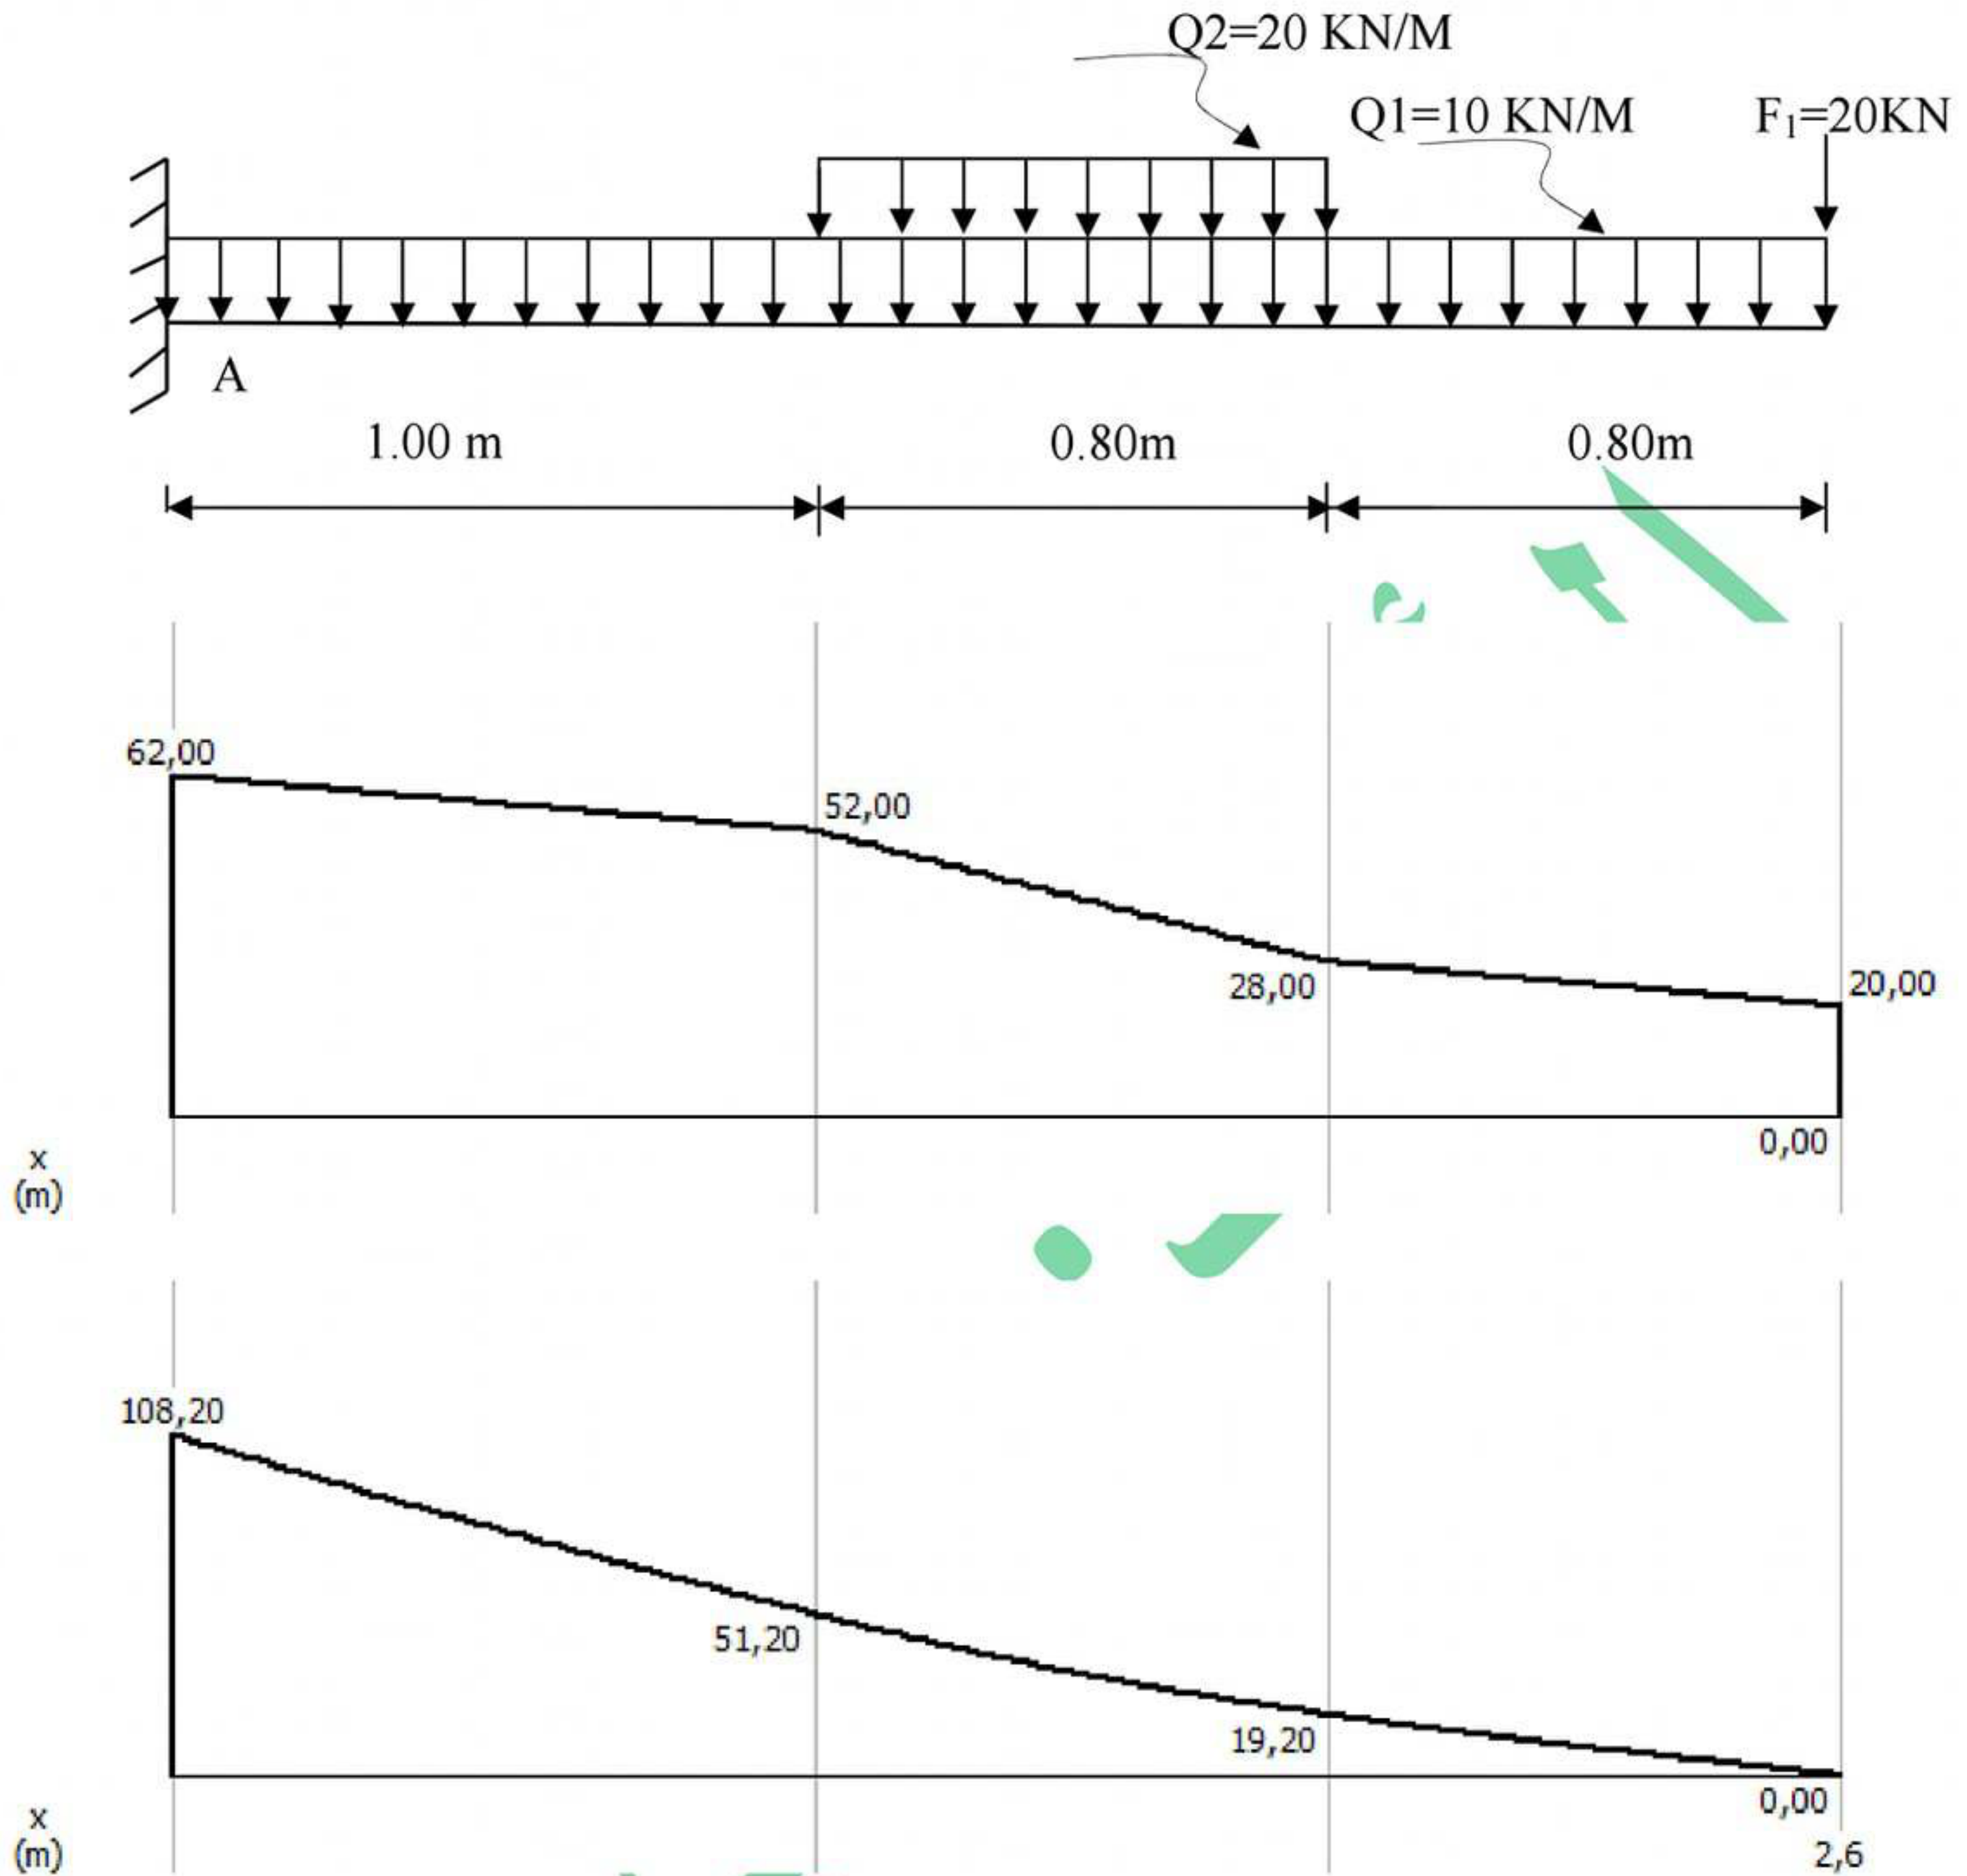 Q2=20 KN/M
Q1=10 KN/M
F₁=20KN
A
1.00 m
0.80m
0.80m
62,00
52,00
28,00
20,00
0,00
x
(m)
108,20
51,20
19,20
0,00
x
(m)
2,6